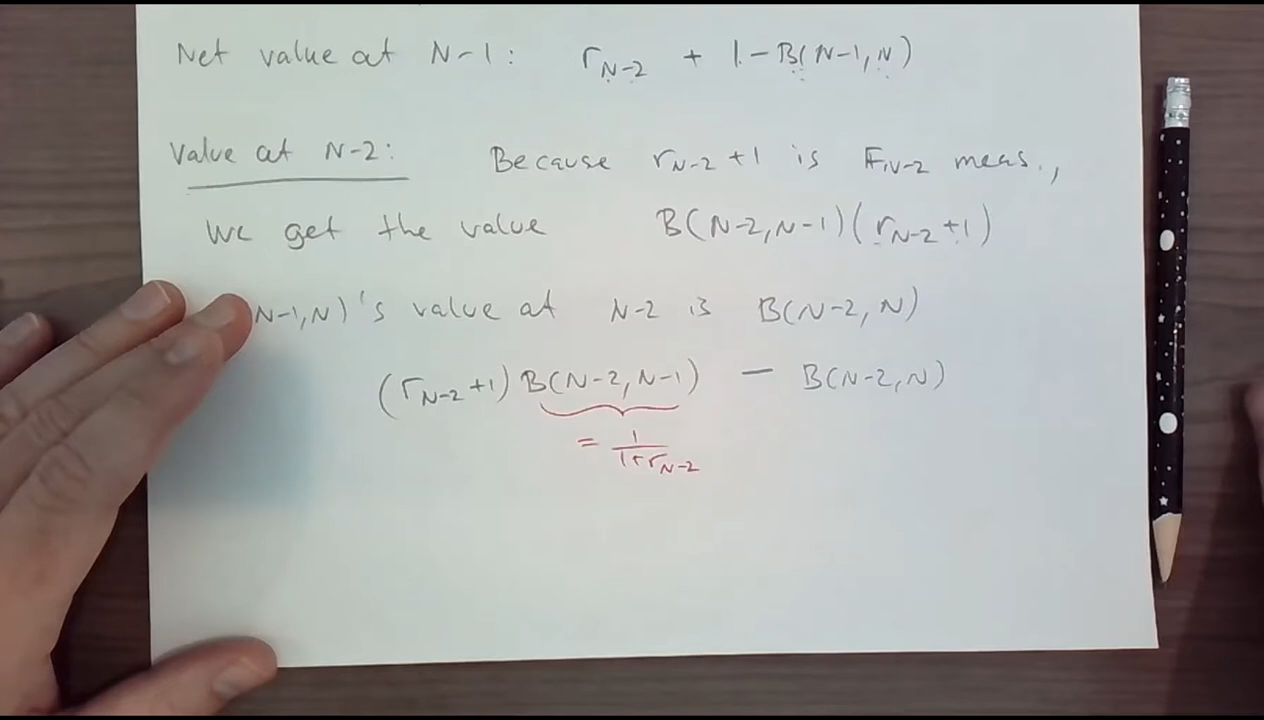 Net value at N-1: r_{N-2} + 1-B(N-1,N)
Value at N-2: Because r_{N-2}+1 is F_{N-2} meas.,
we get the value B(N-2,N-1)(r_{N-2}+1)
N-1,N)'s value at N-2 is B(N-2,N)
(r_{N-2}+1) B(N-2,N-1) - B(N-2,N)
= \frac{1}{1+r_{N-2}}